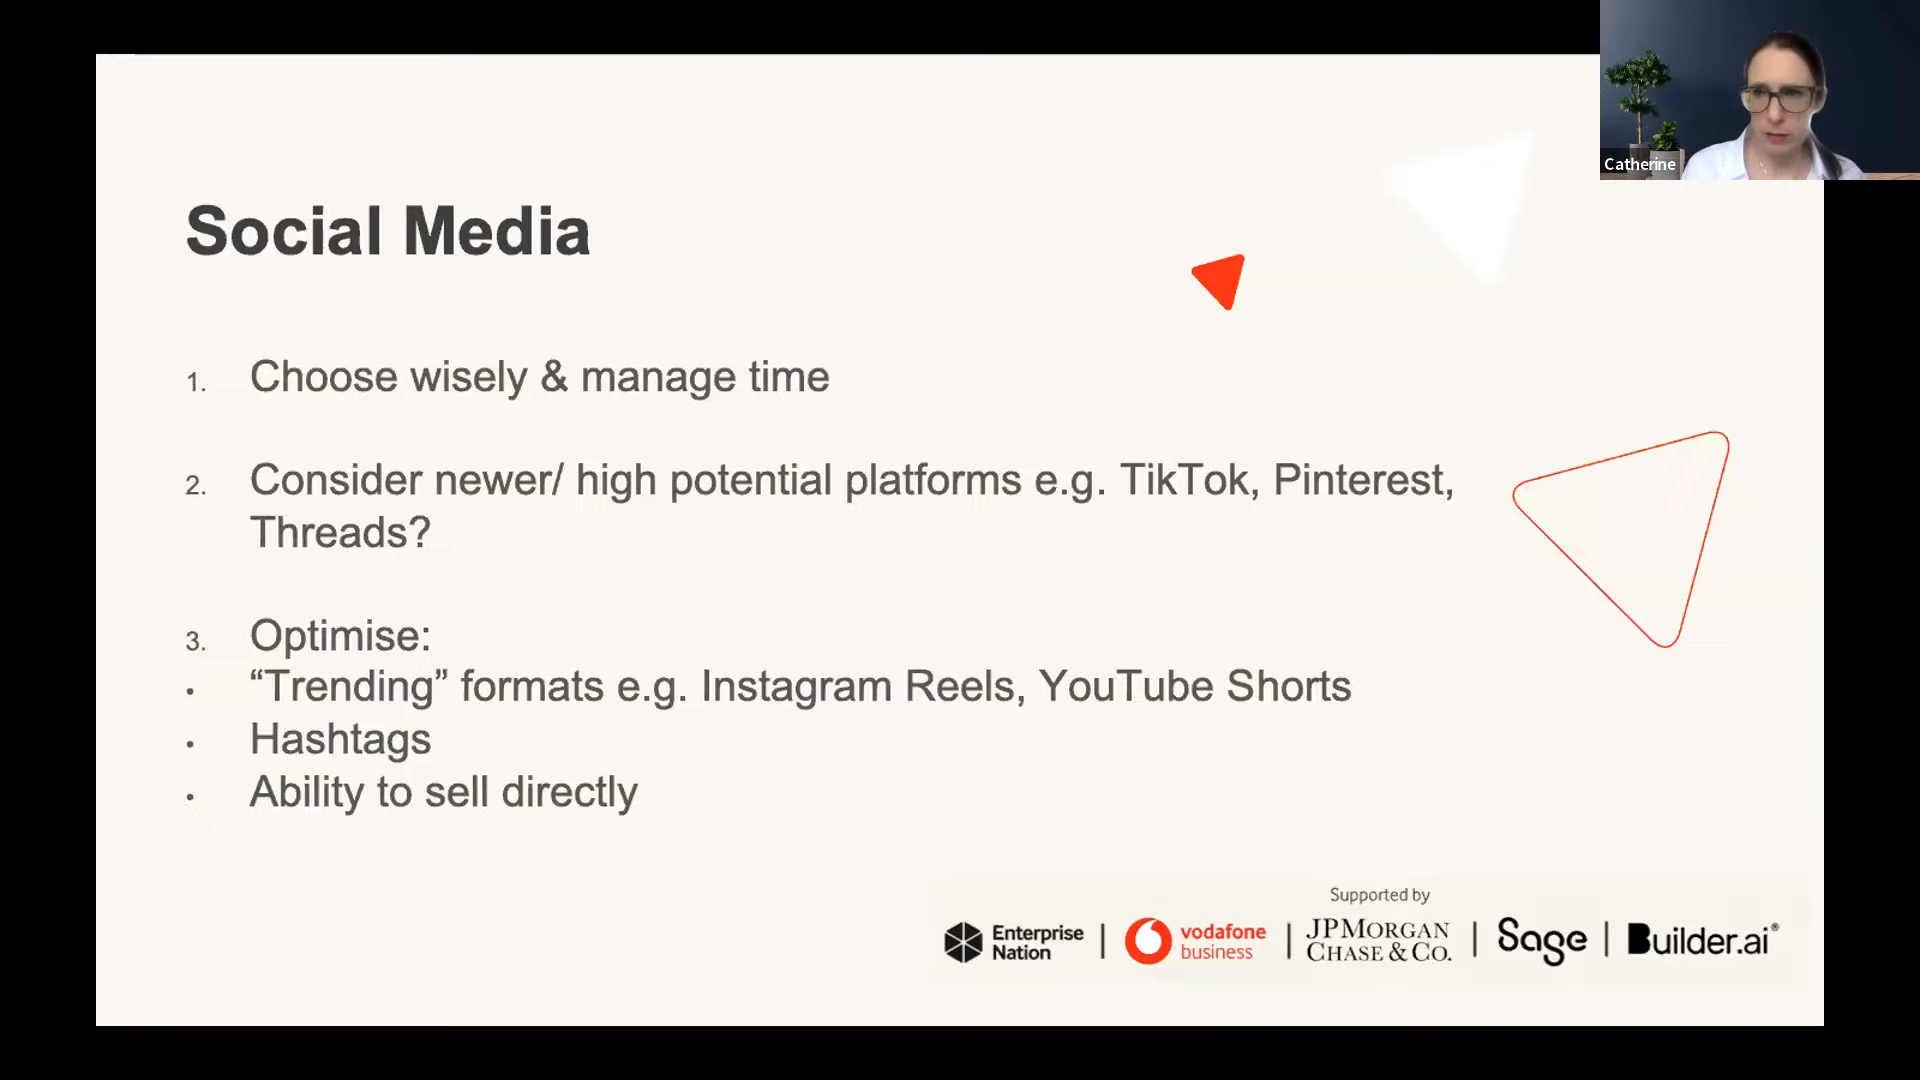 Catherine
Social Media
1. Choose wisely & manage time
2. Consider newer/ high potential platforms e.g. TikTok, Pinterest,
Threads?
3. Optimise:
• “Trending” formats e.g. Instagram Reels, YouTube Shorts
• Hashtags
• Ability to sell directly
Supported by
Enterprise
Nation
vodafone
business
JPMORGAN
CHASE & CO.
Sage
Builder.ai®